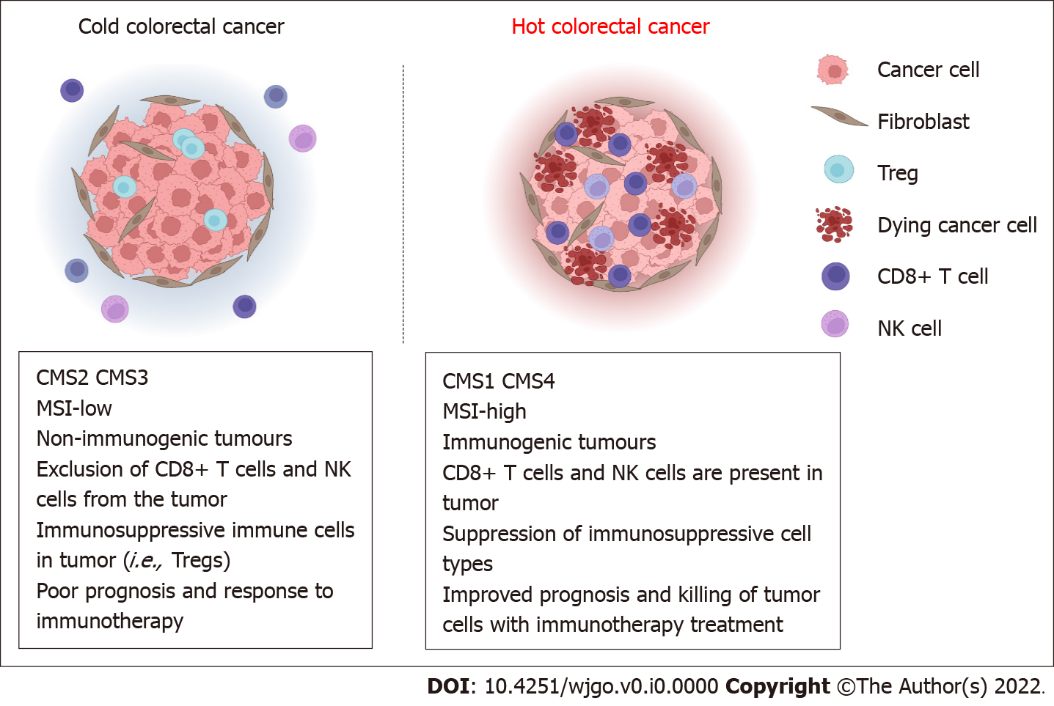 Cold colorectal cancer
Hot colorectal cancer
Cancer cell
Fibroblast
Treg
Dying cancer cell
CD8+ T cell
NK cell
CMS2 CMS3
MSI-low
Non-immunogenic tumours
Exclusion of CD8+ T cells and NK
cells from the tumor
Immunosuppressive immune cells
in tumor (i.e., Tregs)
Poor prognosis and response to
immunotherapy
CMS1 CMS4
MSI-high
Immunogenic tumours
CD8+ T cells and NK cells are present in
tumor
Suppression of immunosuppressive cell
types
Improved prognosis and killing of tumor
cells with immunotherapy treatment
DOI: 10.4251/wjgo.v0.i0.0000 Copyright ©The Author(s) 2022.